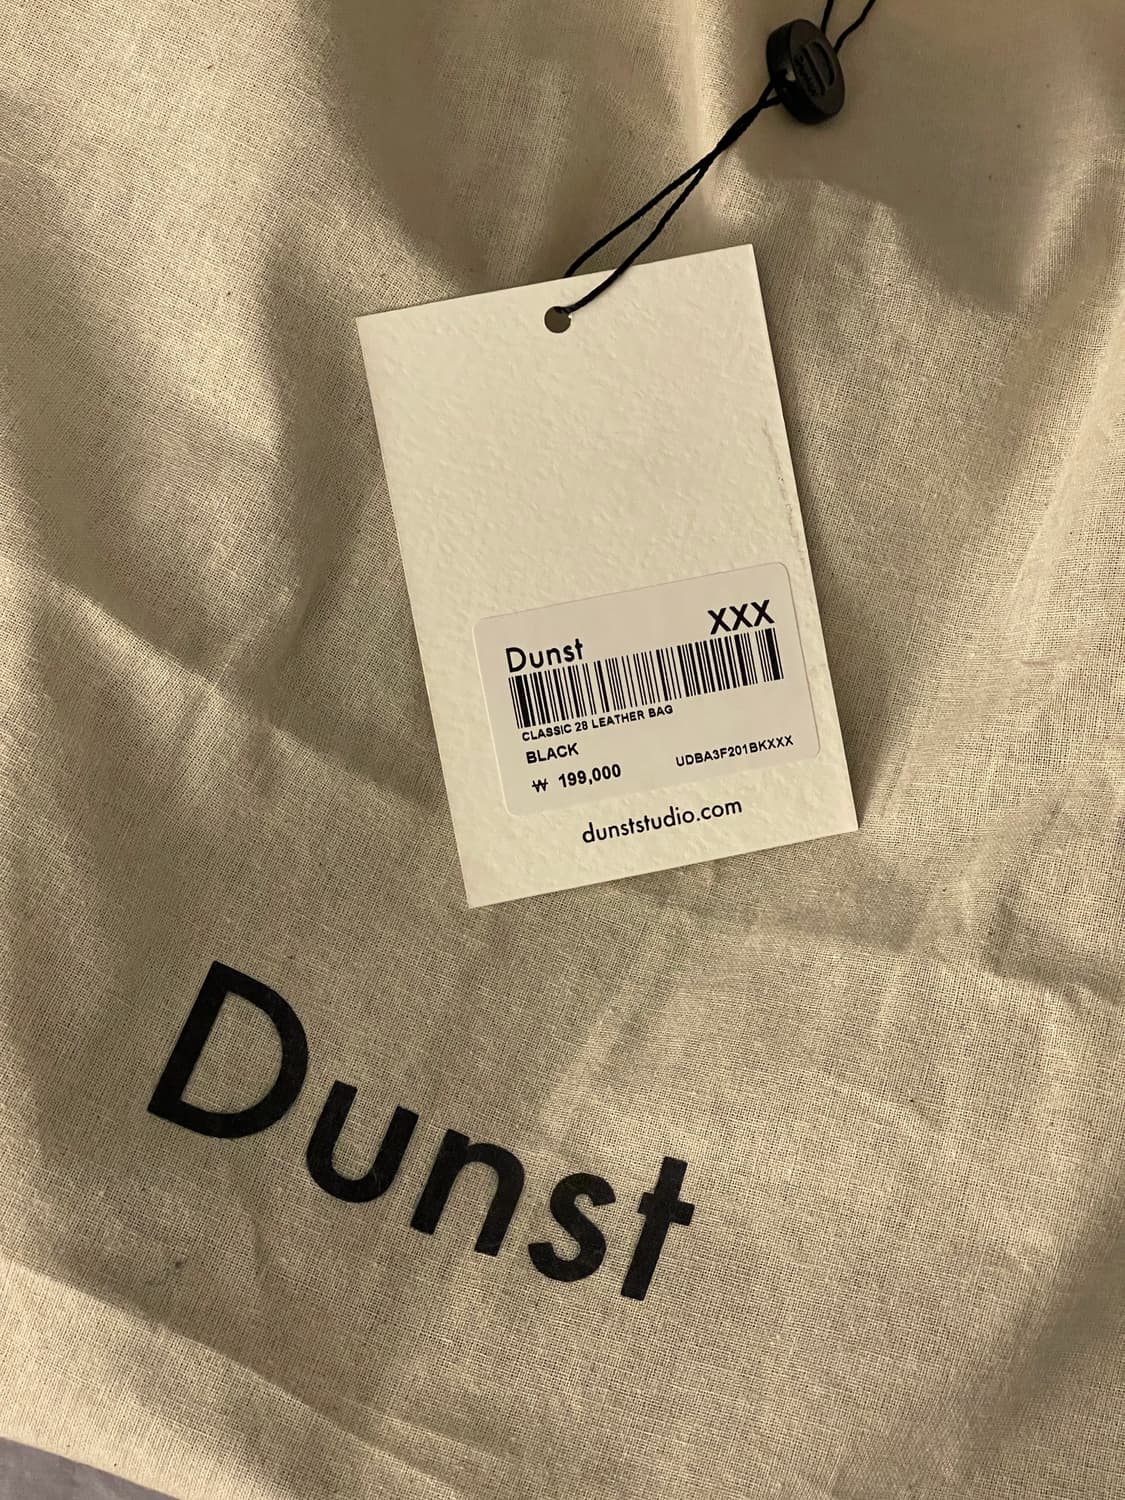 Dunst
XXX
CLASSIC 28 LEATHER BAG
BLACK
₩ 199,000
UDBA3F201BKXXX
dunststudio.com
Dunst